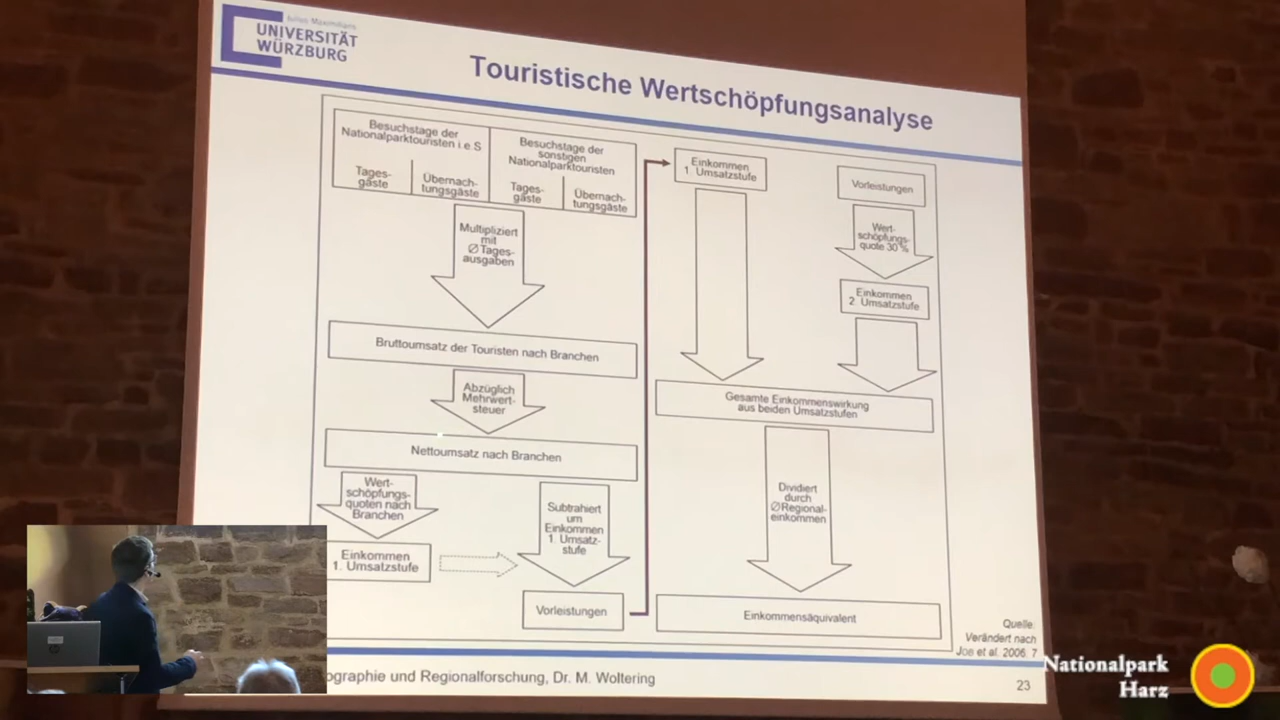 Julius Maximilians
UNIVERSITÄT
WÜRZBURG
Touristische Wertschöpfungsanalyse
Besuchstage der
Nationalparktouristen i.e.S
Tages-
gäste
Übernach-
tungsgäste
Besuchstage der
sonstigen
Nationalparktouristen
Tages-
gäste
Übernach-
tungsgäste
Multipliziert
mit
Ø Tages-
ausgaben
Bruttoumsatz der Touristen nach Branchen
Abzüglich
Mehrwert-
steuer
Nettoumsatz nach Branchen
Wert-
schöpfungs-
quoten nach
Branchen
Einkommen
1. Umsatzstufe
Subtrahiert
um
Einkommen
1. Umsatz-
stufe
Vorleistungen
Einkommen
1. Umsatzstufe
Vorleistungen
Wert-
schöpfungs-
quote 30 %
Einkommen
2. Umsatzstufe
Gesamte Einkommenswirkung
aus beiden Umsatzstufen
Dividiert
durch
Ø Regional-
einkommen
Einkommensäquivalent
Quelle:
Verändert nach
Job et al. 2006: 7
ographie und Regionalforschung, Dr. M. Woltering
23
Nationalpark
Harz